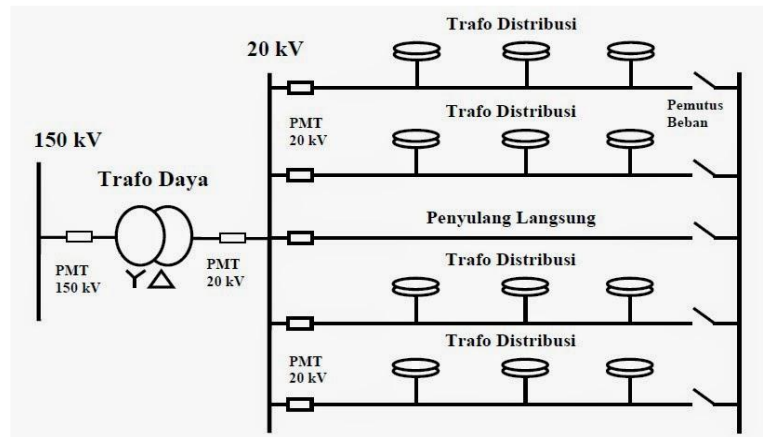 Trafo Distribusi
20 kV
PMT
20 kV
Pemutus
Beban
Trafo Distribusi
150 kV
Trafo Daya
Penyulang Langsung
PMT
150 kV
PMT
20 kV
Trafo Distribusi
Trafo Distribusi
PMT
20 kV